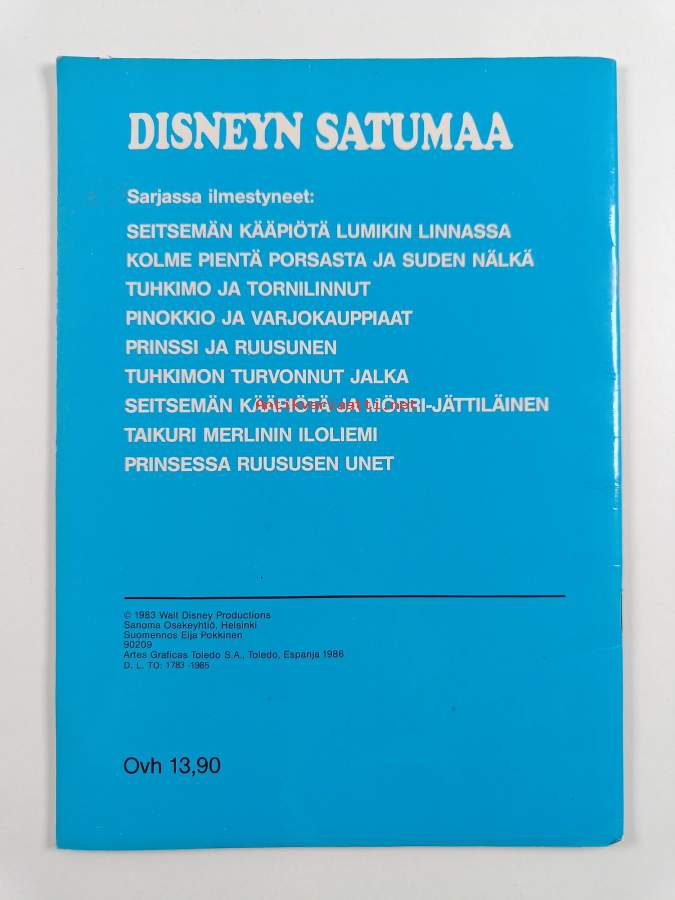 DISNEYN SATUMAA
Sarjassa ilmestyneet:
SEITSEMÄN KÄÄPIÖTÄ LUMIKIN LINNASSA
KOLME PIENTÄ PORSASTA JA SUDEN NÄLKÄ
TUHKIMO JA TORNILINNUT
PINOKKIO JA VARJOKAUPPIAAT
PRINSSI JA RUUSUNEN
TUHKIMON TURVONNUT JALKA
SEITSEMÄN KÄÄPIÖTÄ JA
Antikvariaatti.net
TAIKURI MERLININ ILOLIEMI
PRINSESSA RUUSUSEN UNET
© 1983 Walt Disney Productions
Sanoma Osakeyhtiö, Helsinki
Suomennos Eija Pokkinen
90209
Artes Graficas Toledo S.A., Toledo, Espanja 1986
D. L. TO: 1783 -1985
Ovh 13,90